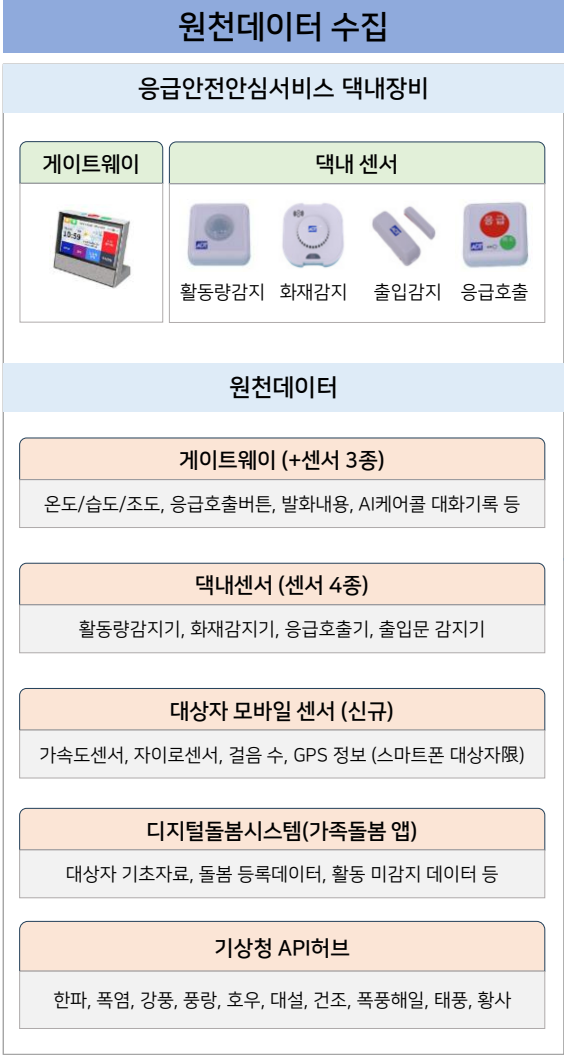 원천데이터 수집
응급안전안심서비스 댁내장비
게이트웨이
댁내 센서
10:59
응급
활동량감지 화재감지 출입감지 응급호출
원천데이터
게이트웨이 (+센서 3종)
온도/습도/조도, 응급호출버튼, 발화내용, AI케어콜 대화기록 등
댁내센서 (센서 4종)
활동량감지기, 화재감지기, 응급호출기, 출입문 감지기
대상자 모바일 센서 (신규)
가속도센서, 자이로센서, 걸음 수, GPS 정보 (스마트폰 대상자限)
디지털돌봄시스템(가족돌봄 앱)
대상자 기초자료, 돌봄 등록데이터, 활동 미감지 데이터 등
기상청 API허브
한파, 폭염, 강풍, 풍랑, 호우, 대설, 건조, 폭풍해일, 태풍, 황사